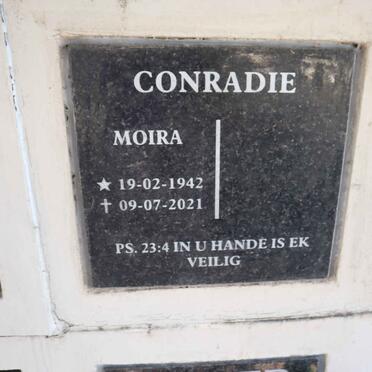 CONRADIE
MOIRA
★ 19-02-1942
✝ 09-07-2021
PS. 23:4 IN U HANDE IS EK
VEILIG